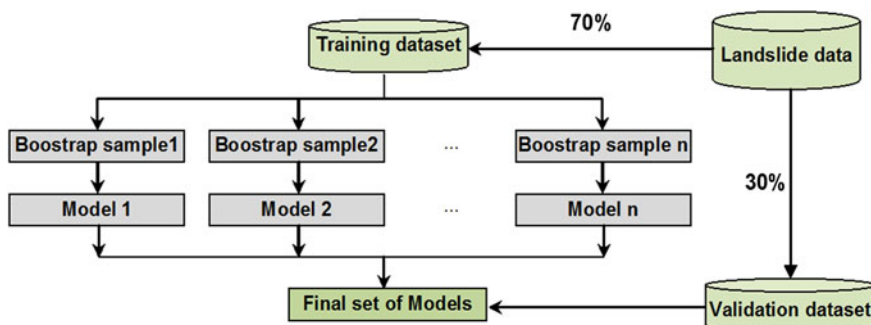 70%
Training dataset
Landslide data
Boostrap sample1
Boostrap sample2
...
Boostrap sample n
30%
Model 1
Model 2
...
Model n
Final set of Models
Validation dataset